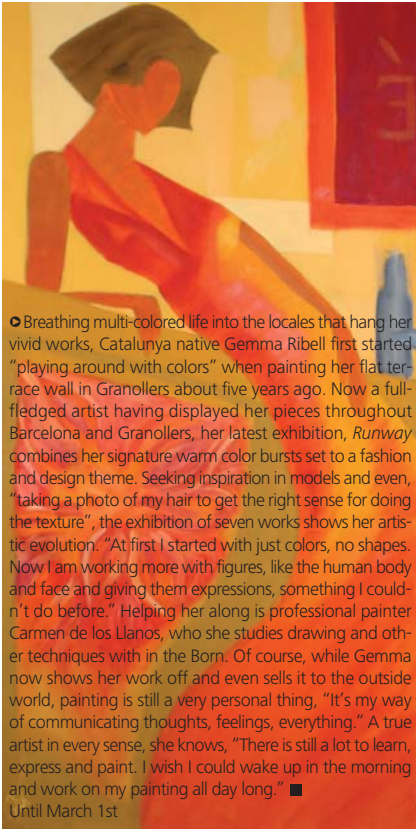 Breathing multi-colored life into the locales that hang her
vivid works, Catalunya native Gemma Ribell first started
“playing around with colors” when painting her flat ter-
race wall in Granollers about five years ago. Now a full-
fledged artist having displayed her pieces throughout
Barcelona and Granollers, her latest exhibition, Runway
combines her signature warm color bursts set to a fashion
and design theme. Seeking inspiration in models and even,
“taking a photo of my hair to get the right sense for doing
the texture”, the exhibition of seven works shows her artis-
tic evolution. “At first I started with just colors, no shapes.
Now I am working more with figures, like the human body
and face and giving them expressions, something I could-
n’t do before.” Helping her along is professional painter
Carmen de los Llanos, who she studies drawing and oth-
er techniques with in the Born. Of course, while Gemma
now shows her work off and even sells it to the outside
world, painting is still a very personal thing, “It’s my way
of communicating thoughts, feelings, everything.” A true
artist in every sense, she knows, “There is still a lot to learn,
express and paint. I wish I could wake up in the morning
and work on my painting all day long.” ■
Until March 1st